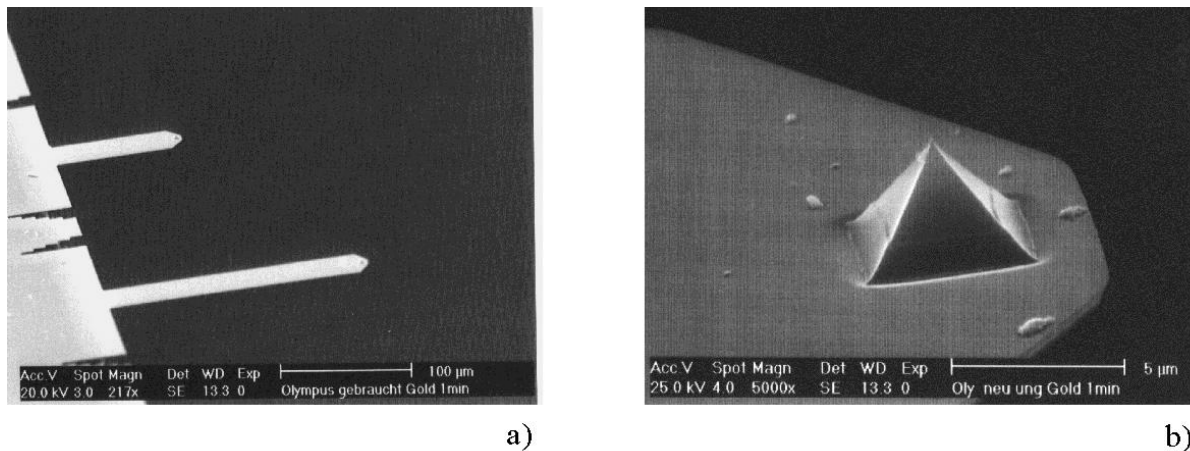 Acc.V Spot Magn Det WD Exp 100 µm
20.0 kV 3.0 217x SE 13.3 0 Olympus gebraucht Gold 1min
a)
Acc.V Spot Magn Det WD Exp 5 µm
25.0 kV 4.0 5000x SE 13.3 0 Oly neu ung Gold 1min
b)